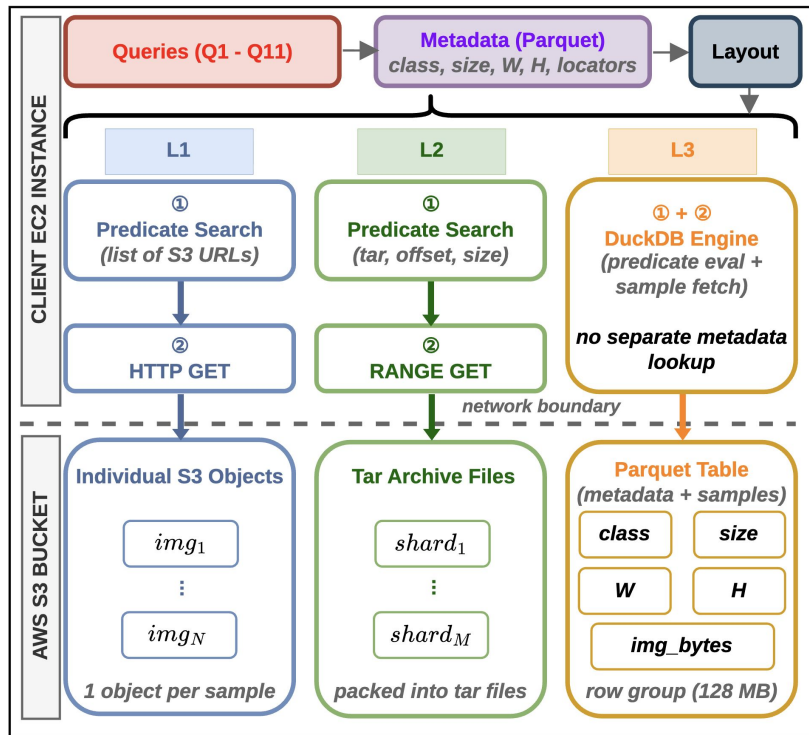 Queries (Q1 - Q11)
Metadata (Parquet)
class, size, W, H, locators
Layout
CLIENT EC2 INSTANCE
L1
L2
L3
①
Predicate Search
(list of S3 URLs)
①
Predicate Search
(tar, offset, size)
① + ②
DuckDB Engine
(predicate eval +
sample fetch)
no separate metadata
lookup
②
HTTP GET
②
RANGE GET
network boundary
AWS S3 BUCKET
Individual S3 Objects
img₁
⋮
img_N
1 object per sample
Tar Archive Files
shard₁
⋮
shard_M
packed into tar files
Parquet Table
(metadata + samples)
class
size
W
H
img_bytes
row group (128 MB)